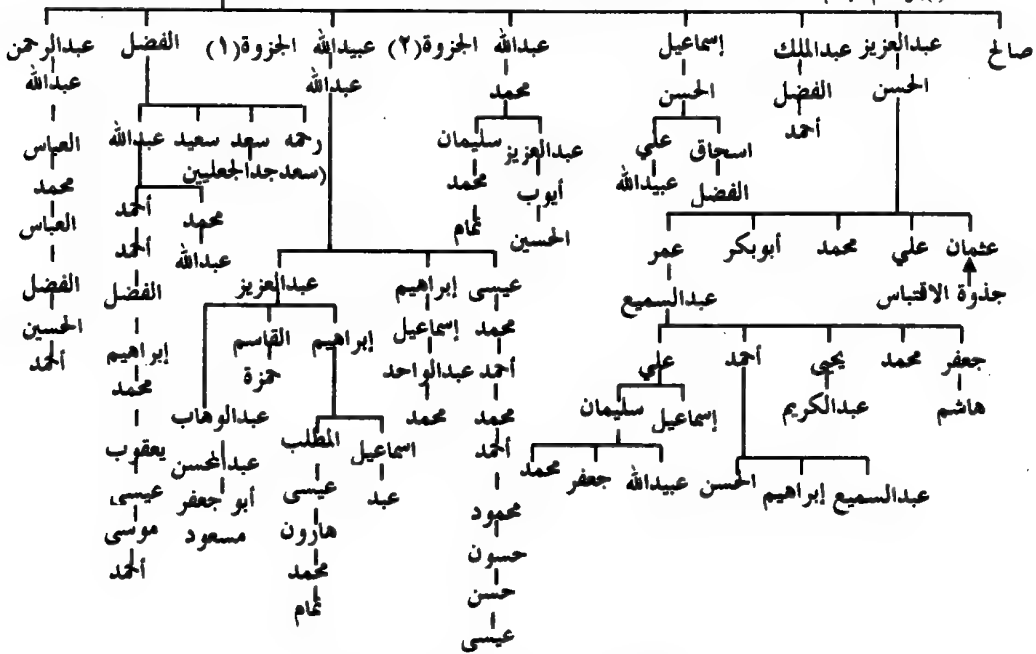 صالح عبدالعزيز عبدالملك إسماعيل عبدالله الجزوة (٢) عبيدالله الجزوة (١) الفضل عبدالرحمن
الحسن الفضل الحسن محمد عبدالله عبدالله
أحمد
رحمه سعد سعيد عبدالله
(سعدجدالجعليين
اسحاق علي عبدالعزيز سليمان العباس
الفضل عبيدالله أيوب محمد محمد
الحسين تمام العباس
محمد أحمد
عبدالله أحمد
عثمان علي محمد أبوبكر عمر
جذوة الاقتباس
عبدالسميع
عيسى إبراهيم عبدالعزيز الفضل الفضل
محمد إسماعيل إبراهيم القاسم الحسين
أحمد عبدالواحد حمزة إبراهيم أحمد
محمد محمد عبدالوهاب محمد
جعفر محمد يحيى أحمد علي
هاشم عبدالكريم إسماعيل سليمان
أحمد اسماعيل المطلب عبدالمحسن يعقوب
عبد عيسى أبو جعفر عيسى
عبدالسميع إبراهيم الحسن عبيدالله جعفر محمد
محمود هارون مسعود موسى
حسون محمد أحمد
حسن تمام
عيسى